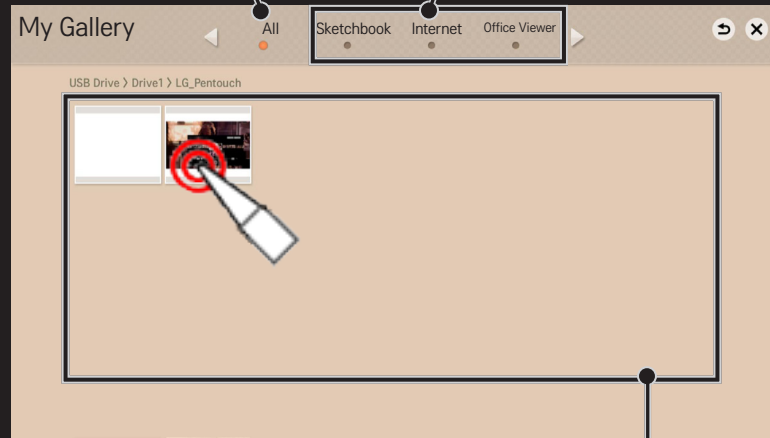 My Gallery
All
Sketchbook
Internet
Office Viewer
USB Drive > Drive1 > LG_Pentouch